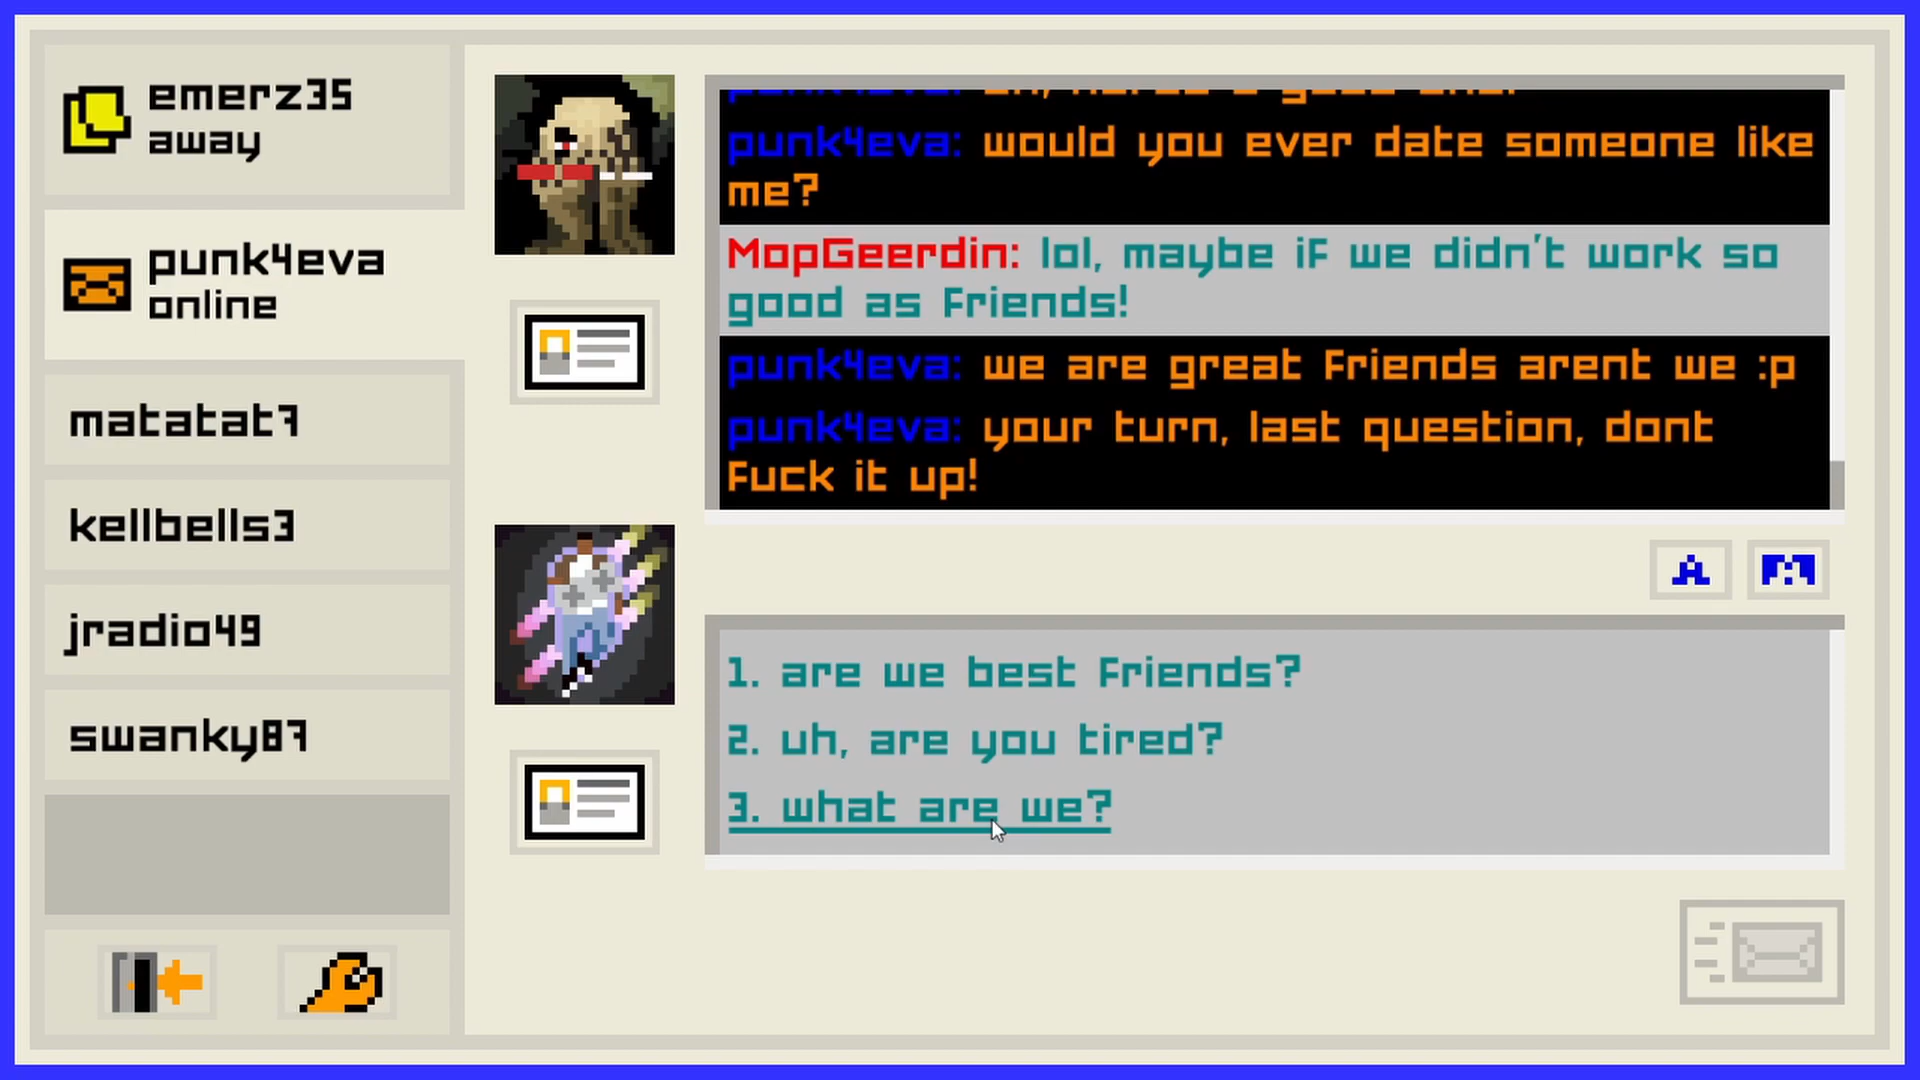 emerz35
away
punk4eva
online
matatat7
kellbells3
jradio49
swanky87
punk4eva: would you ever date someone like
me?
MopGeerdin: lol, maybe if we didn't work so
good as friends!
punk4eva: we are great friends arent we :p
punk4eva: your turn, last question, dont
fuck it up!
A
1. are we best friends?
2. uh, are you tired?
3. what are we?